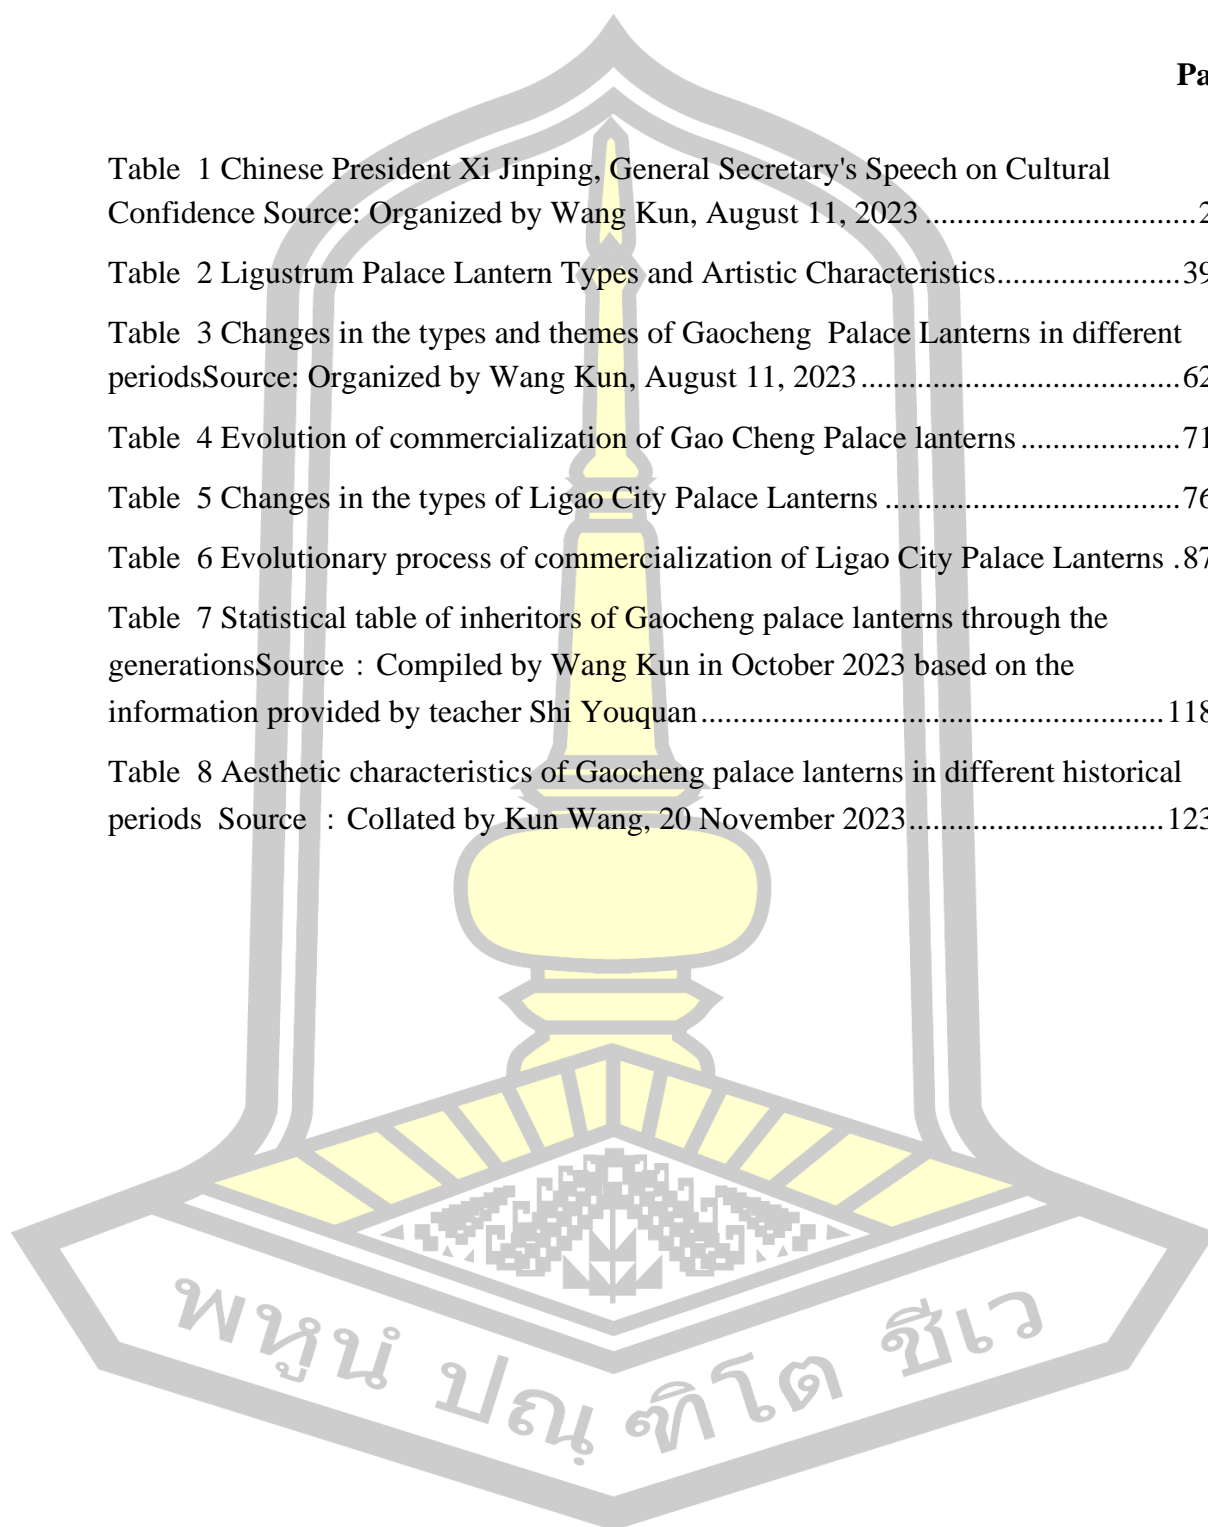 Pa
Table 1 Chinese President Xi Jinping, General Secretary's Speech on Cultural
Confidence Source: Organized by Wang Kun, August 11, 2023 ................................2
Table 2 Ligustrum Palace Lantern Types and Artistic Characteristics......................39
Table 3 Changes in the types and themes of Gaocheng Palace Lanterns in different
periodsSource: Organized by Wang Kun, August 11, 2023 ......................................62
Table 4 Evolution of commercialization of Gao Cheng Palace lanterns ...................71
Table 5 Changes in the types of Ligao City Palace Lanterns ...................................76
Table 6 Evolutionary process of commercialization of Ligao City Palace Lanterns .87
Table 7 Statistical table of inheritors of Gaocheng palace lanterns through the
generationsSource：Compiled by Wang Kun in October 2023 based on the
information provided by teacher Shi Youquan .......................................................118
Table 8 Aesthetic characteristics of Gaocheng palace lanterns in different historical
periods Source ：Collated by Kun Wang, 20 November 2023 ..............................123
พหูนํ ปณฺฑิโต ชีเว